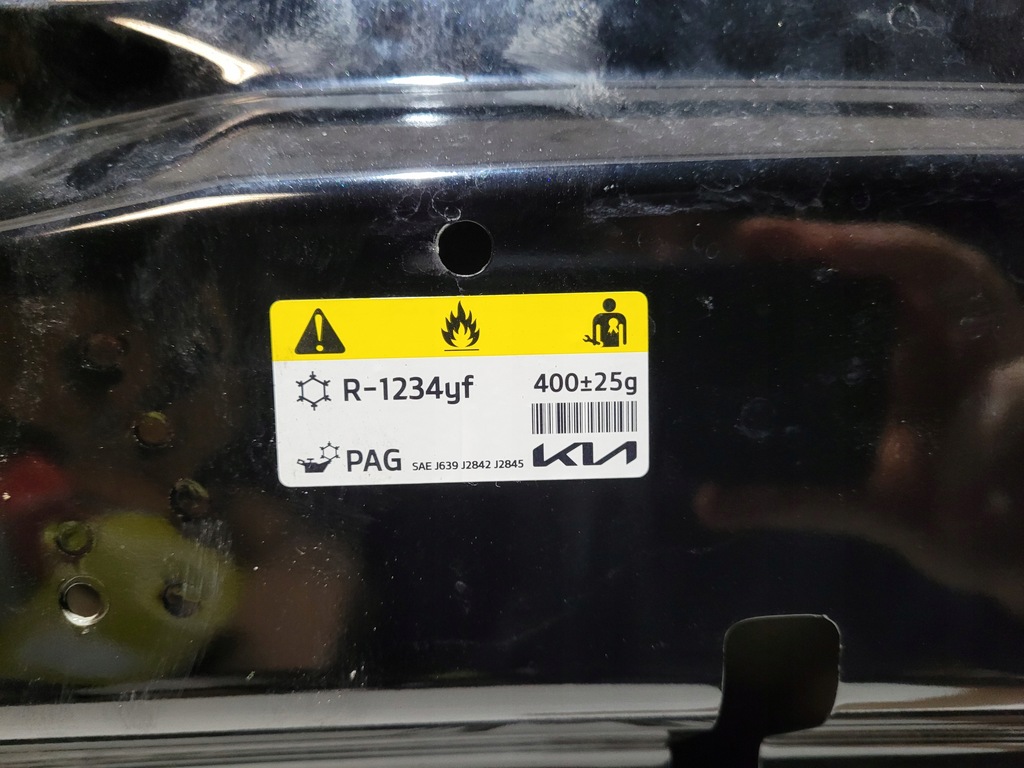 R-1234yf 400±25g
PAG SAE J639 J2842 J2845 KIA